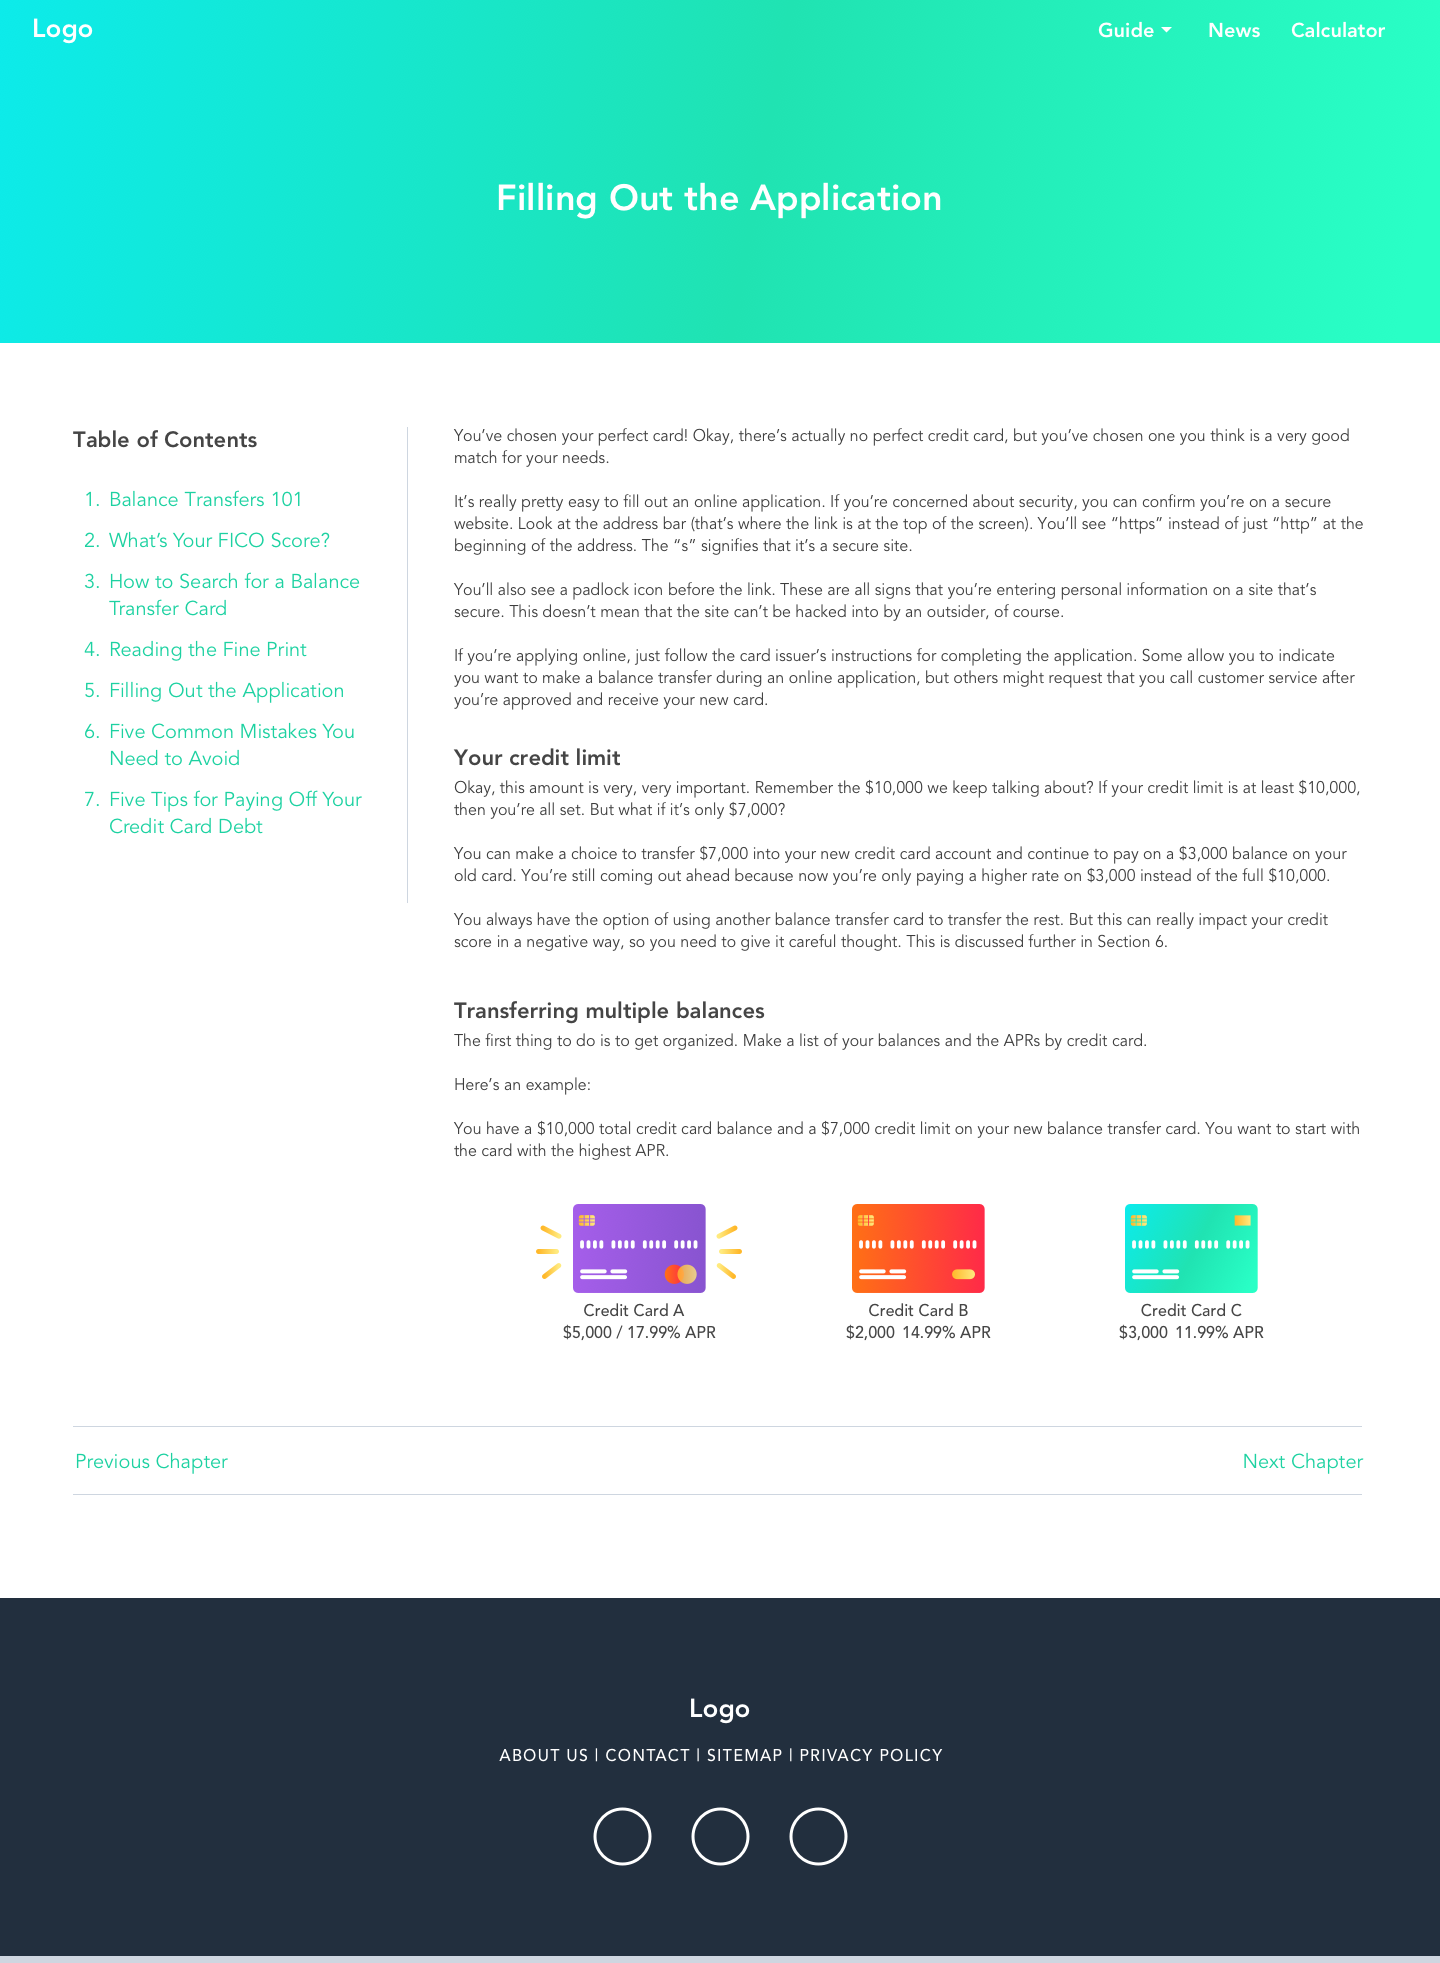 Logo
Guide
News
Calculator
Filling Out the Application
Table of Contents
1. Balance Transfers 101
2. What’s Your FICO Score?
3. How to Search for a Balance
Transfer Card
4. Reading the Fine Print
5. Filling Out the Application
6. Five Common Mistakes You
Need to Avoid
7. Five Tips for Paying Off Your
Credit Card Debt
You’ve chosen your perfect card! Okay, there’s actually no perfect credit card, but you’ve chosen one you think is a very good
match for your needs.
It’s really pretty easy to fill out an online application. If you’re concerned about security, you can confirm you’re on a secure
website. Look at the address bar (that’s where the link is at the top of the screen). You’ll see “https” instead of just “http” at the
beginning of the address. The “s” signifies that it’s a secure site.
You’ll also see a padlock icon before the link. These are all signs that you’re entering personal information on a site that’s
secure. This doesn’t mean that the site can’t be hacked into by an outsider, of course.
If you’re applying online, just follow the card issuer’s instructions for completing the application. Some allow you to indicate
you want to make a balance transfer during an online application, but others might request that you call customer service after
you’re approved and receive your new card.
Your credit limit
Okay, this amount is very, very important. Remember the $10,000 we keep talking about? If your credit limit is at least $10,000,
then you’re all set. But what if it’s only $7,000?
You can make a choice to transfer $7,000 into your new credit card account and continue to pay on a $3,000 balance on your
old card. You’re still coming out ahead because now you’re only paying a higher rate on $3,000 instead of the full $10,000.
You always have the option of using another balance transfer card to transfer the rest. But this can really impact your credit
score in a negative way, so you need to give it careful thought. This is discussed further in Section 6.
Transferring multiple balances
The first thing to do is to get organized. Make a list of your balances and the APRs by credit card.
Here’s an example:
You have a $10,000 total credit card balance and a $7,000 credit limit on your new balance transfer card. You want to start with
the card with the highest APR.
Credit Card A
$5,000 / 17.99% APR
Credit Card B
$2,000 14.99% APR
Credit Card C
$3,000 11.99% APR
Previous Chapter
Next Chapter
Logo
ABOUT US | CONTACT | SITEMAP | PRIVACY POLICY